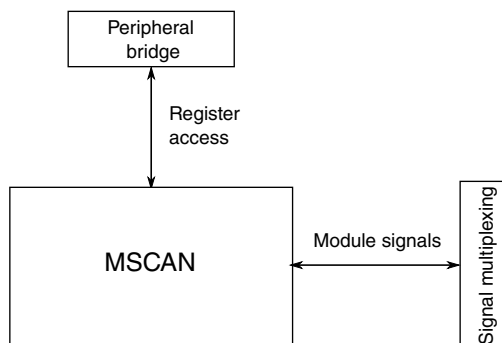 Peripheral
bridge
Register
access
MSCAN
Module signals
Signal multiplexing